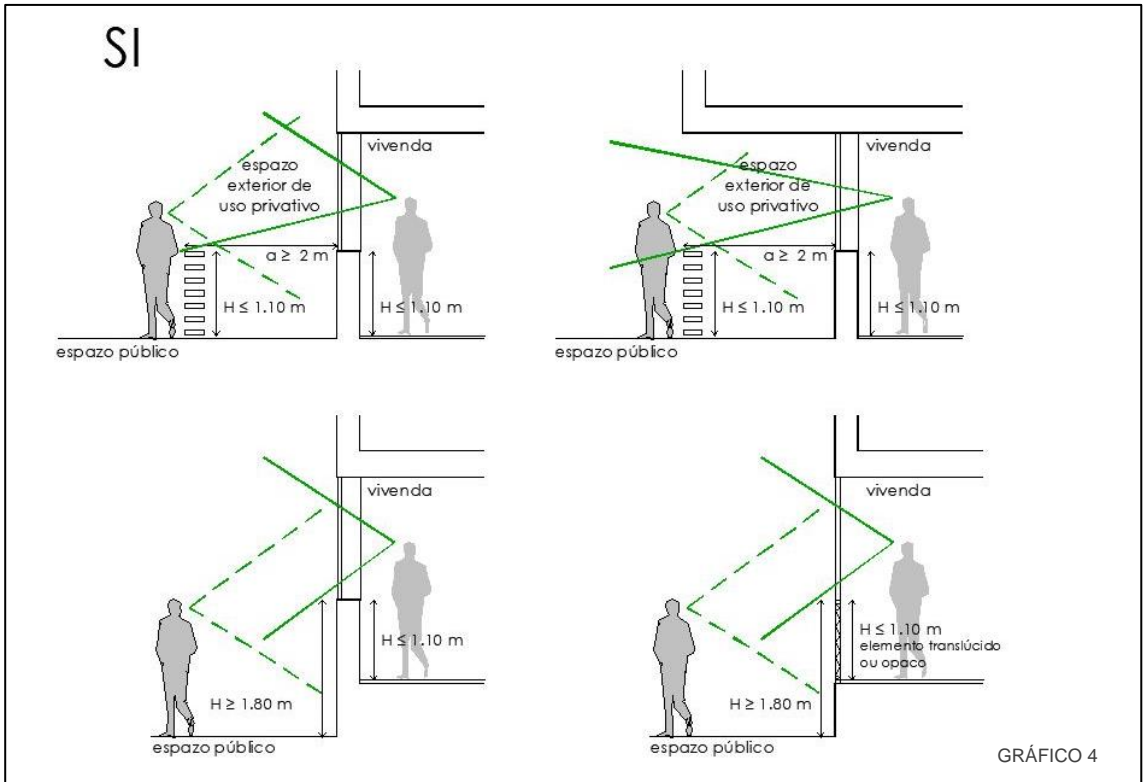 SI
vivenda
espazo
exterior de
uso privativo
a ≥ 2 m
H ≤ 1.10 m
H ≤ 1.10 m
espazo público
vivenda
espazo
exterior de
uso privativo
a ≥ 2 m
H ≤ 1.10 m
H ≤ 1.10 m
espazo público
vivenda
H ≤ 1.10 m
H ≥ 1.80 m
espazo público
vivenda
H ≤ 1.10 m
elemento translúcido
ou opaco
H ≥ 1.80 m
espazo público
GRÁFICO 4